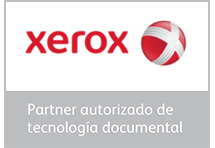 xerox
Partner autorizado de
tecnología documental